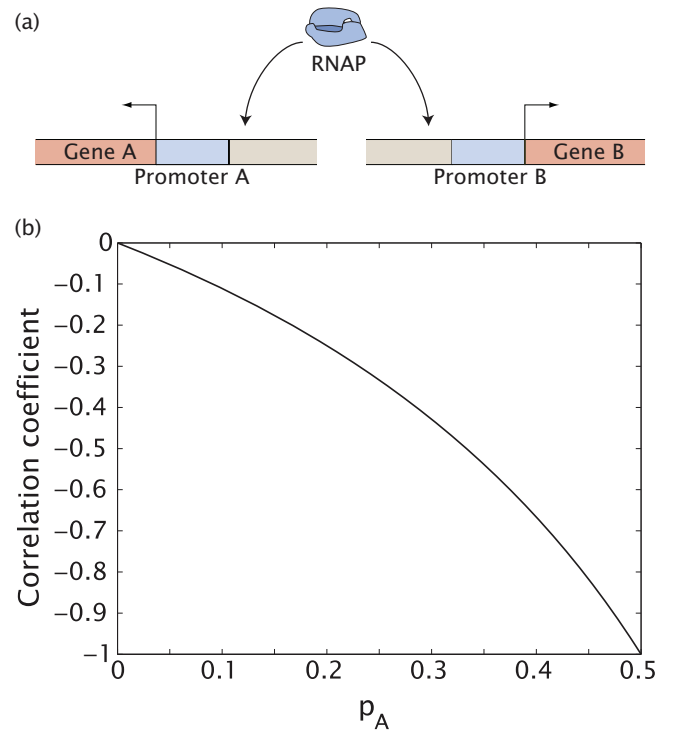 (a)
RNAP
Gene A
Gene B
Promoter A
Promoter B
(b)
0
−0.1
−0.2
−0.3
−0.4
−0.5
−0.6
−0.7
−0.8
−0.9
−1
Correlation coefficient
0 0.1 0.2 0.3 0.4 0.5
pA